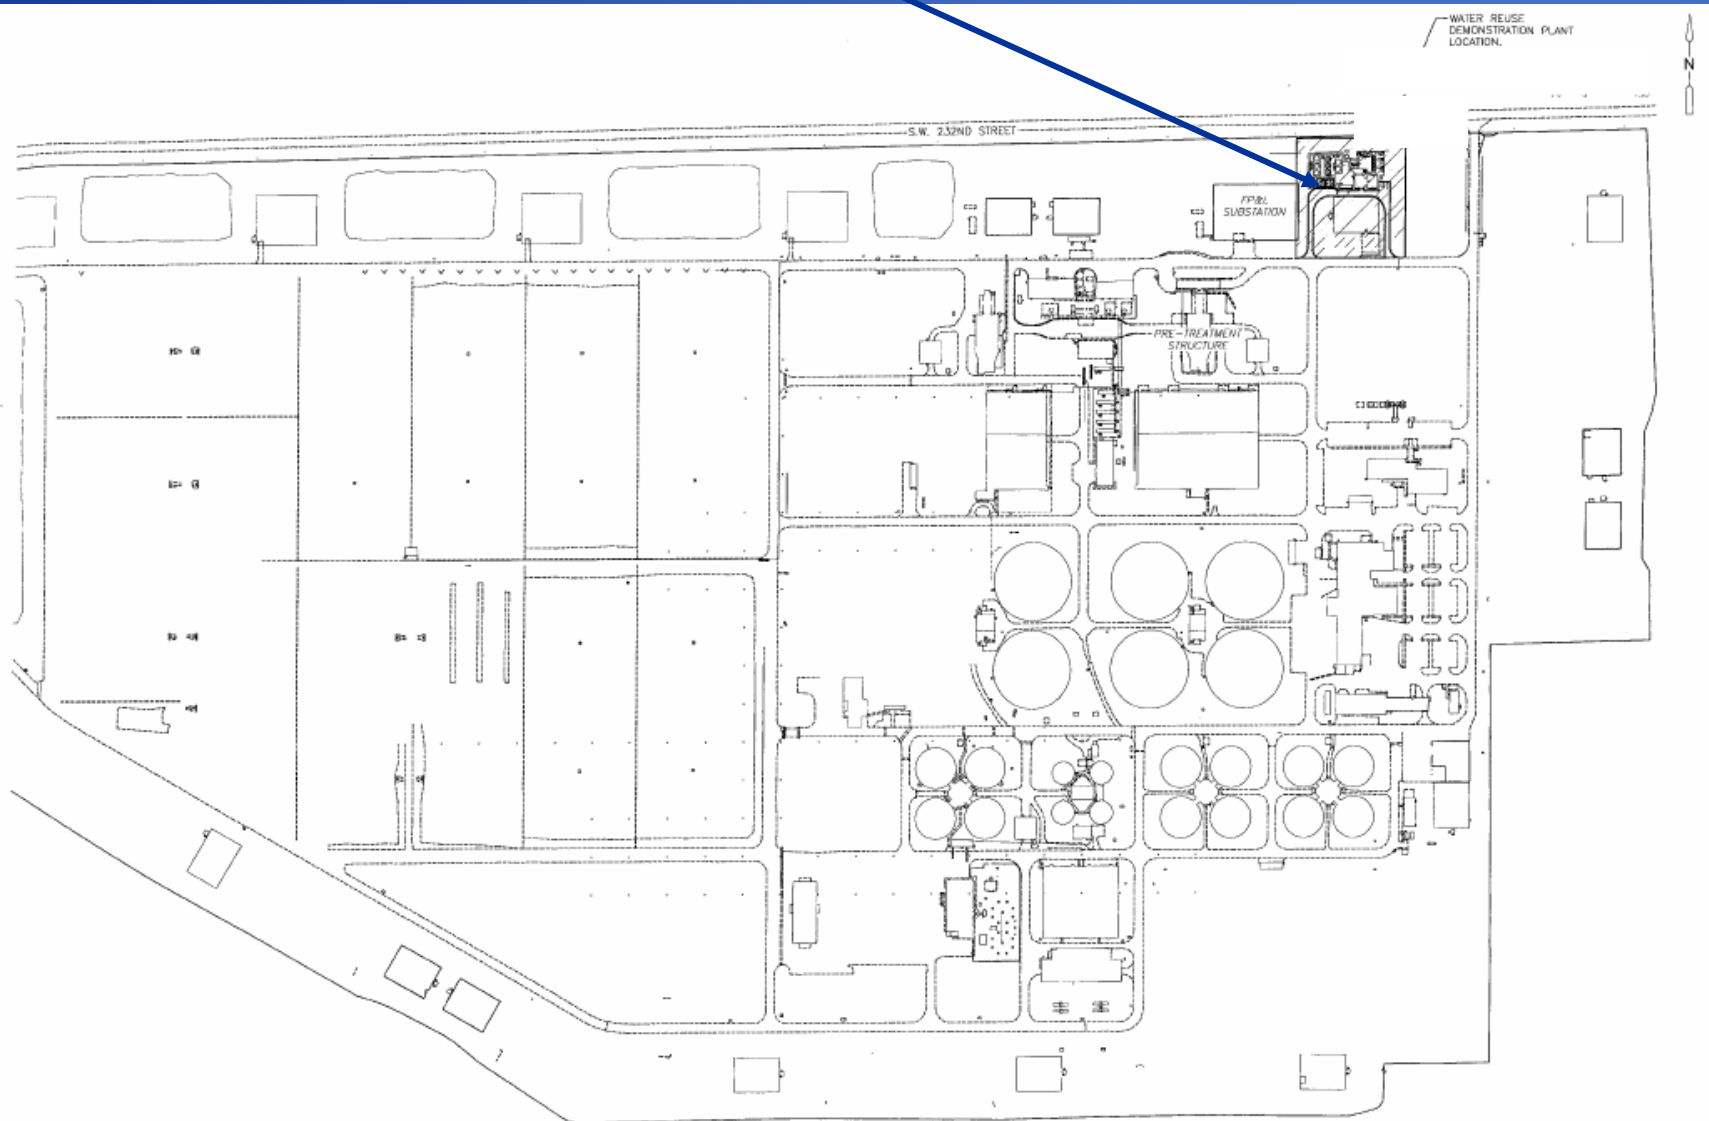 WATER REUSE
DEMONSTRATION PLANT
LOCATION.
N
S.W. 232ND STREET
FP&L
SUBSTATION
PRE-TREATMENT
STRUCTURE